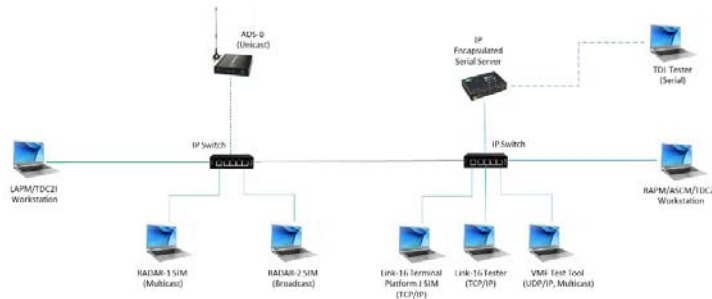 ADS-B
(Unicast)
IP
Encapsulated
Serial Server
TDL Tester
(Serial)
IP Switch
IP Switch
LAPM/TDC2I
Workstation
RAPM/ASCM/TDC2
Workstation
RADAR-1 SIM
(Multicast)
RADAR-2 SIM
(Broadcast)
Link-16 Terminal
Platform J SIM
(TCP/IP)
Link-16 Tester
(TCP/IP)
VMF Test Tool
(UDP/IP, Multicast)